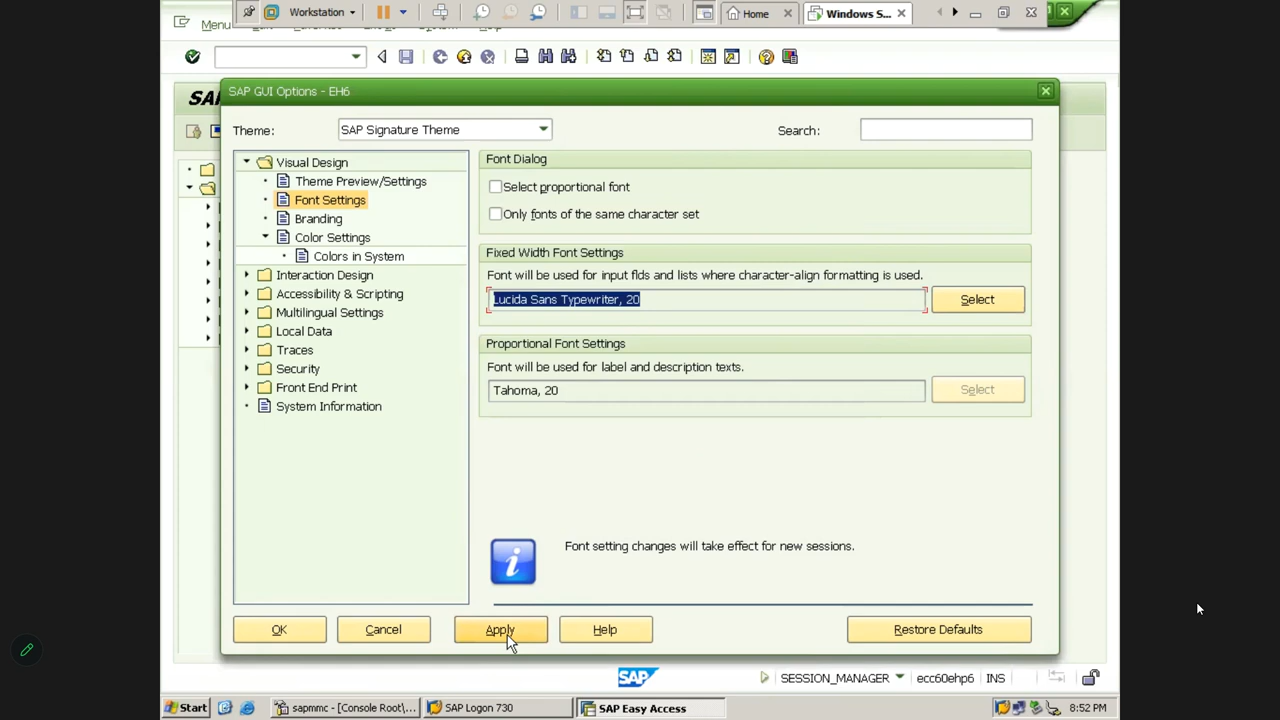 Workstation
Home
Windows S...
Menu
SAP
SAP GUI Options - EH6
Theme:
SAP Signature Theme
Search:
Visual Design
Theme Preview/Settings
Font Settings
Branding
Color Settings
Colors in System
Interaction Design
Accessibility & Scripting
Multilingual Settings
Local Data
Traces
Security
Front End Print
System Information
Font Dialog
Select proportional font
Only fonts of the same character set
Fixed Width Font Settings
Font will be used for input flds and lists where character-align formatting is used.
Lucida Sans Typewriter, 20
Select
Proportional Font Settings
Font will be used for label and description texts.
Tahoma, 20
Select
Font setting changes will take effect for new sessions.
OK
Cancel
Apply
Help
Restore Defaults
SAP
SESSION_MANAGER
ecc60ehp6
INS
Start
sapmmc - [Console Root\...
SAP Logon 730
SAP Easy Access
8:52 PM